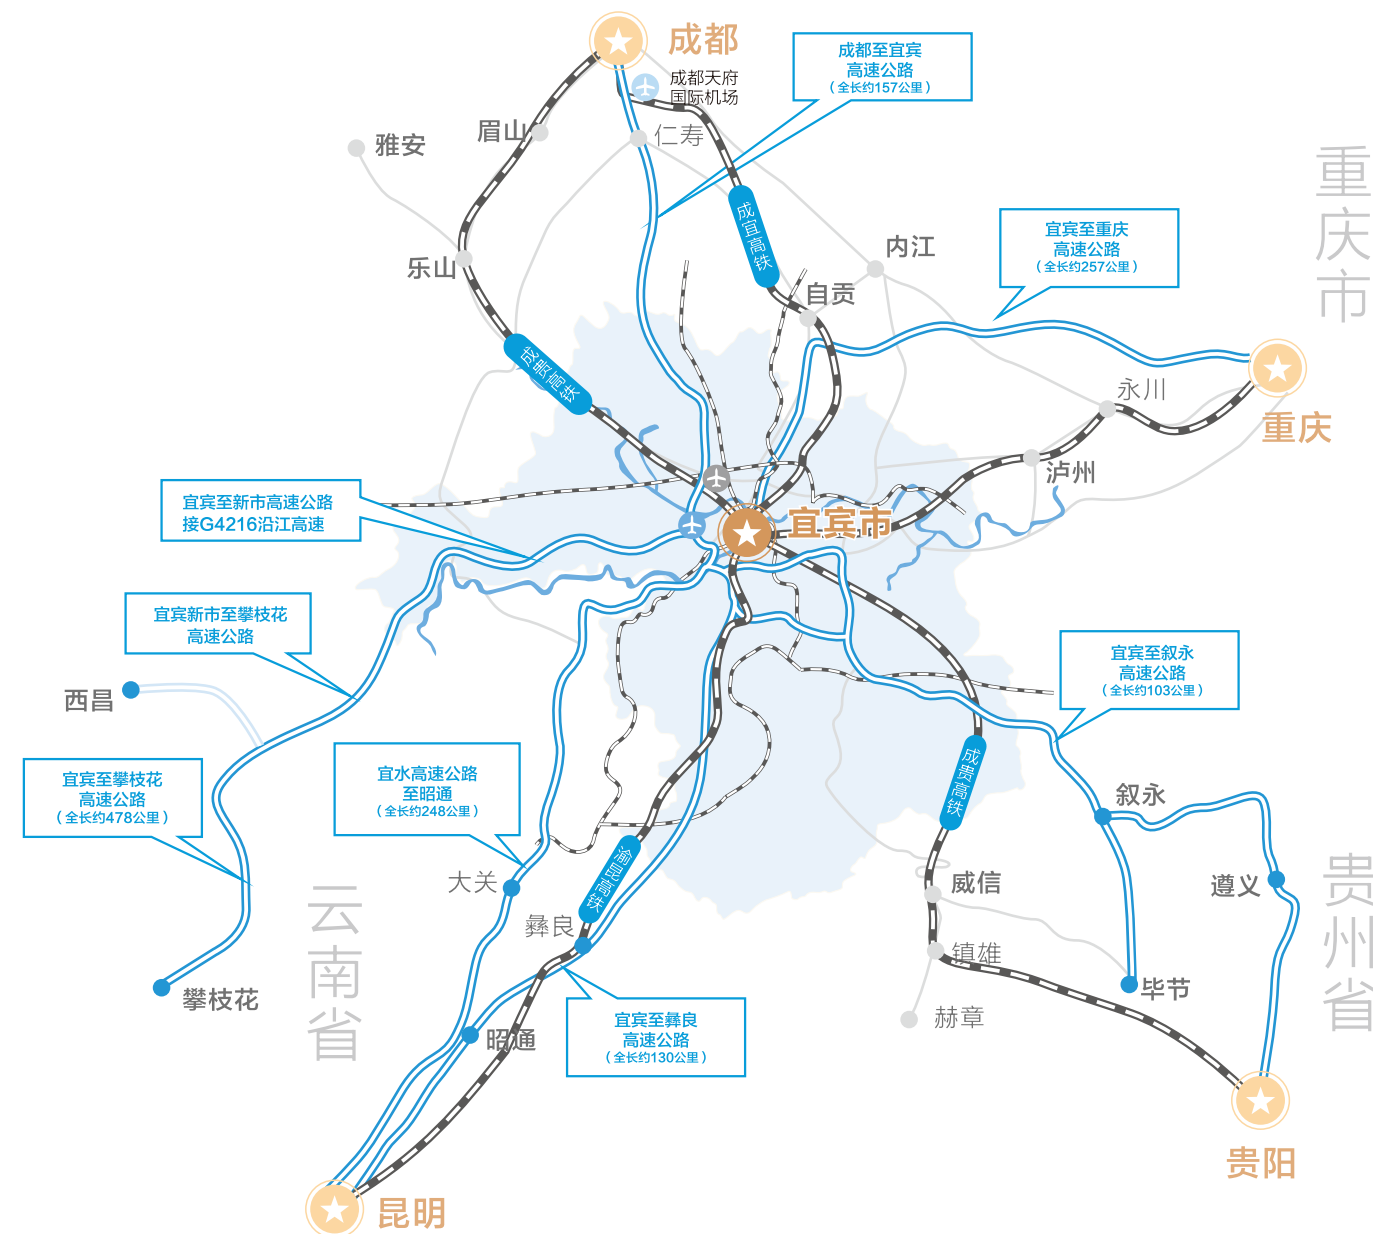 成都
成都天府
国际机场
成都至宜宾
高速公路
（全长约157公里）
眉山
雅安
仁寿
重庆市
成宜高铁
内江
宜宾至重庆
高速公路
（全长约257公里）
乐山
自贡
成贵高铁
永川
重庆
泸州
宜宾至新市高速公路
接G4216沿江高速
宜宾市
宜宾新市至攀枝花
高速公路
宜宾至叙永
高速公路
（全长约103公里）
西昌
宜宾至攀枝花
高速公路
（全长约478公里）
宜水高速公路
至昭通
（全长约248公里）
成贵高铁
叙永
渝昆高铁
大关
威信
遵义
贵州省
云南省
彝良
镇雄
攀枝花
毕节
赫章
宜宾至彝良
高速公路
（全长约130公里）
昭通
贵阳
昆明